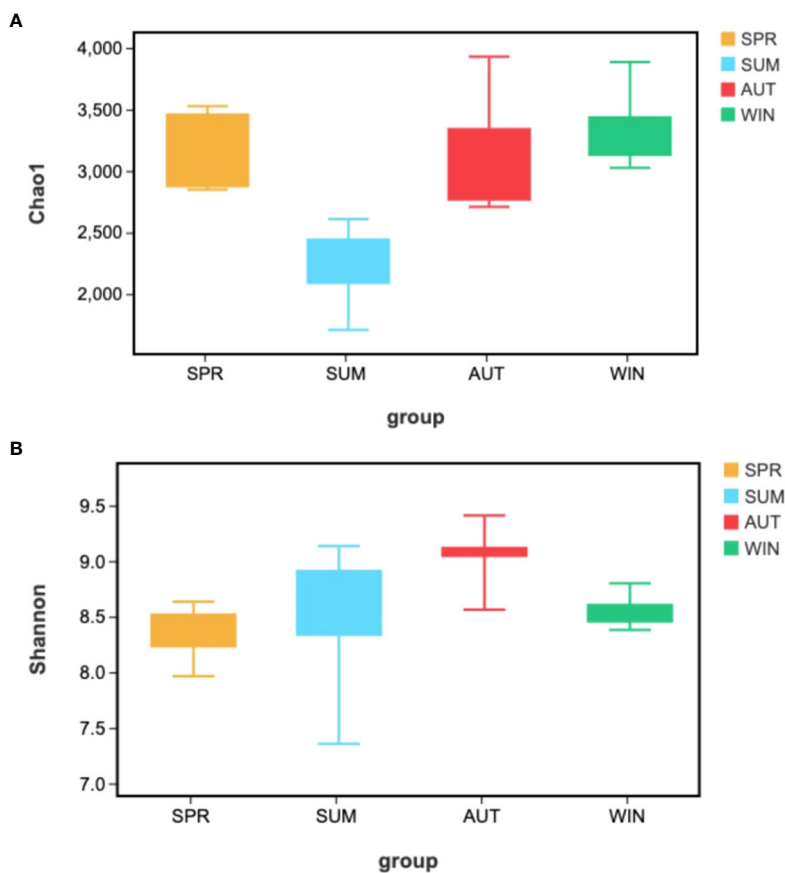 A
4,000
3,500
3,000
2,500
2,000
Chao1
SPR
SUM
AUT
WIN
group
SPR
SUM
AUT
WIN
B
9.5
9.0
8.5
8.0
7.5
7.0
Shannon
SPR
SUM
AUT
WIN
group
SPR
SUM
AUT
WIN